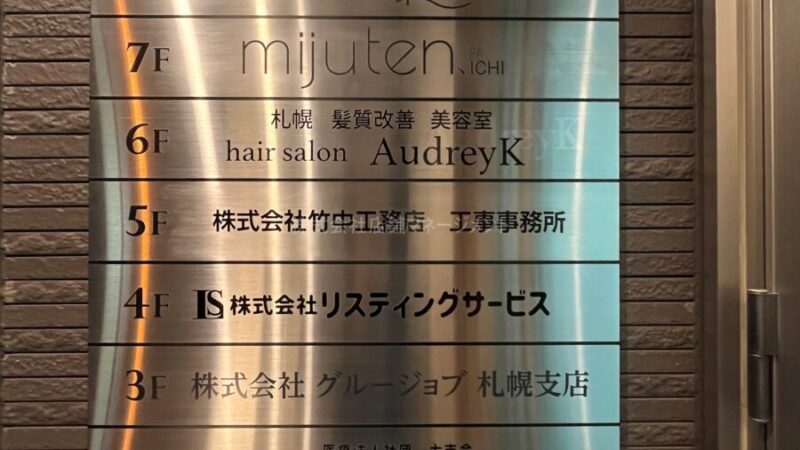 7F mijuten. by ICHI
札幌 髪質改善 美容室
6F hair salon AudreyK
5F 株式会社竹中工務店 工事事務所
4F LS 株式会社リスティングサービス
3F 株式会社 グルージョブ 札幌支店